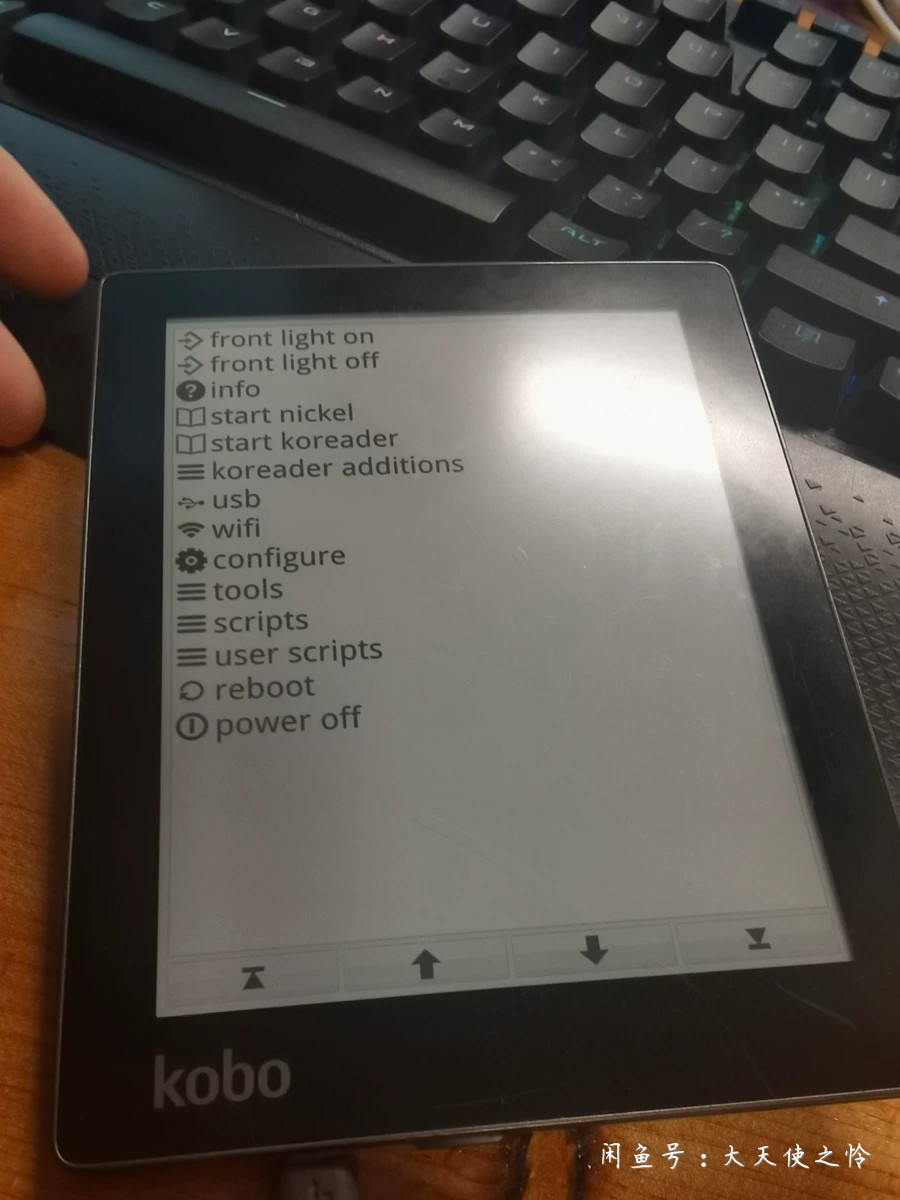 C
G
U
V
H
J
B
N
K
M
ALT
front light on
front light off
info
start nickel
start koreader
koreader additions
usb
wifi
configure
tools
scripts
user scripts
reboot
power off
kobo
闲鱼号：大天使之怜